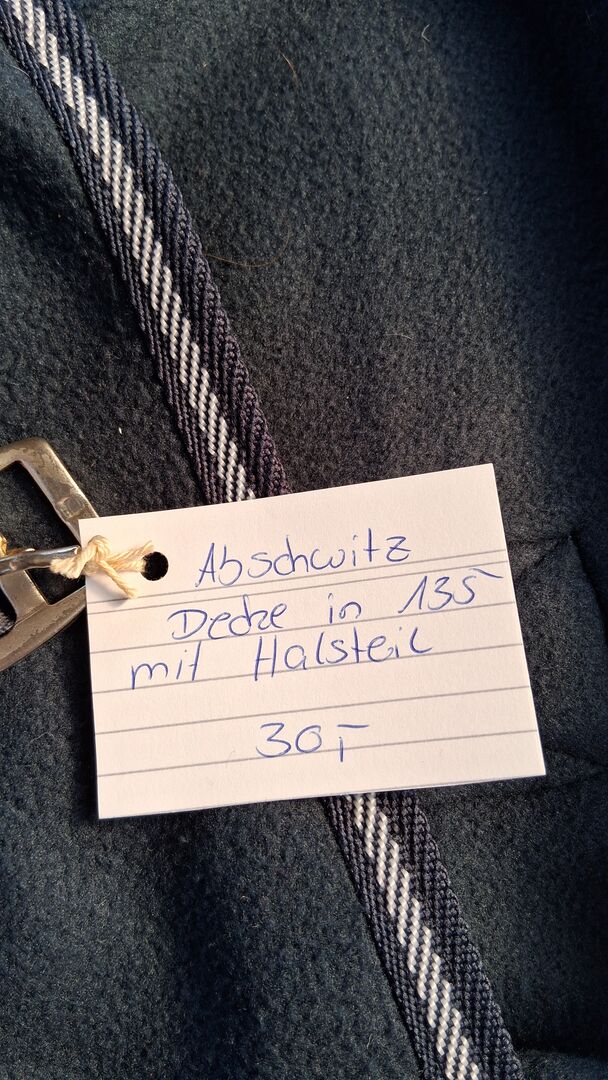 Abschwitz
Decke in 135
mit Halsteil
30,-